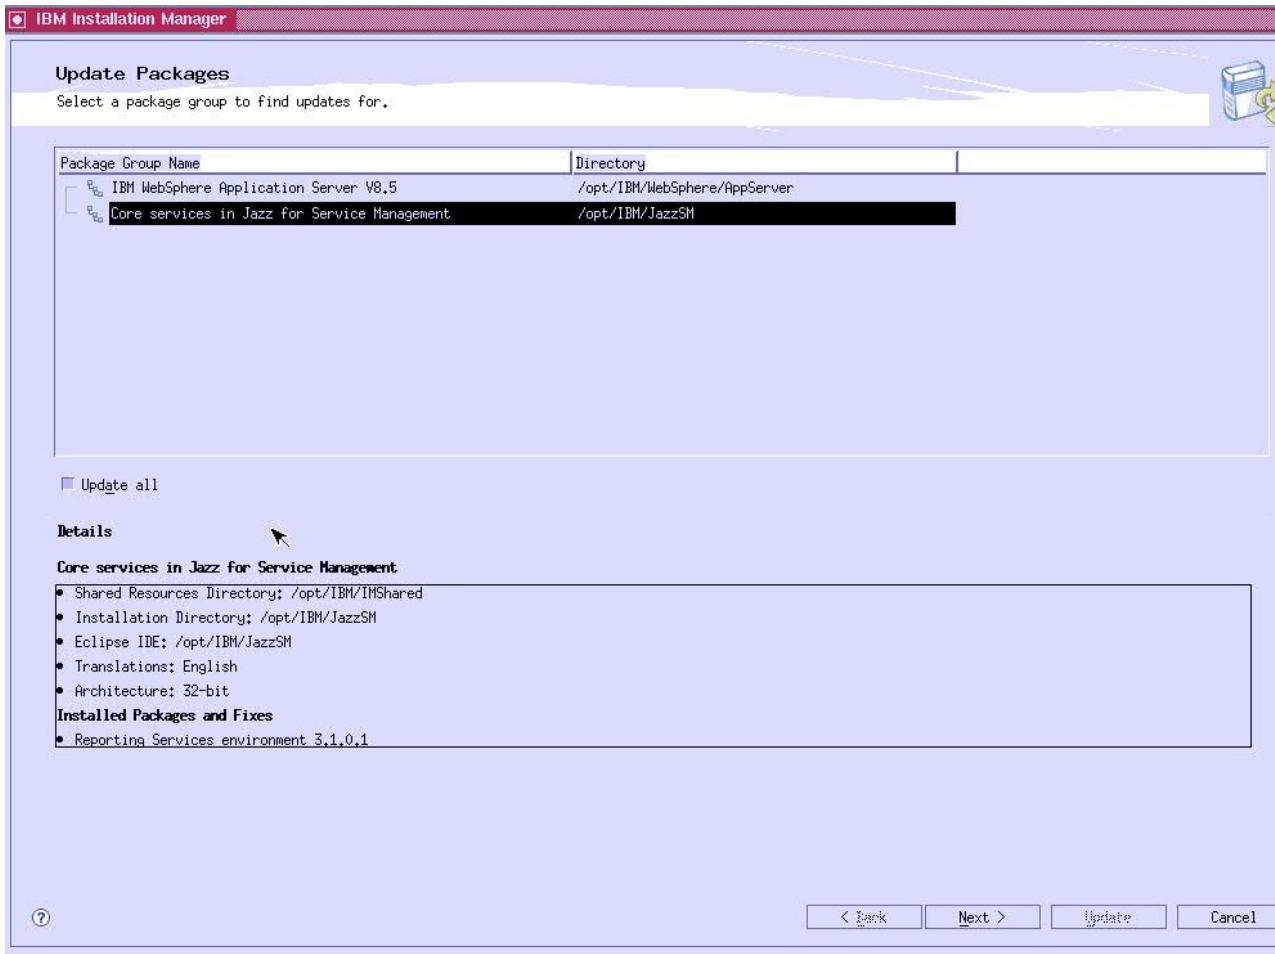 IBM Installation Manager
Update Packages
Select a package group to find updates for.
Package Group Name Directory
IBM WebSphere Application Server V8.5 /opt/IBM/WebSphere/AppServer
Core services in Jazz for Service Management /opt/IBM/JazzSM
Update all
Details
Core services in Jazz for Service Management
• Shared Resources Directory: /opt/IBM/IMShared
• Installation Directory: /opt/IBM/JazzSM
• Eclipse IDE: /opt/IBM/JazzSM
• Translations: English
• Architecture: 32-bit
Installed Packages and Fixes
• Reporting Services environment 3.1.0.1
? < Back Next > Update Cancel